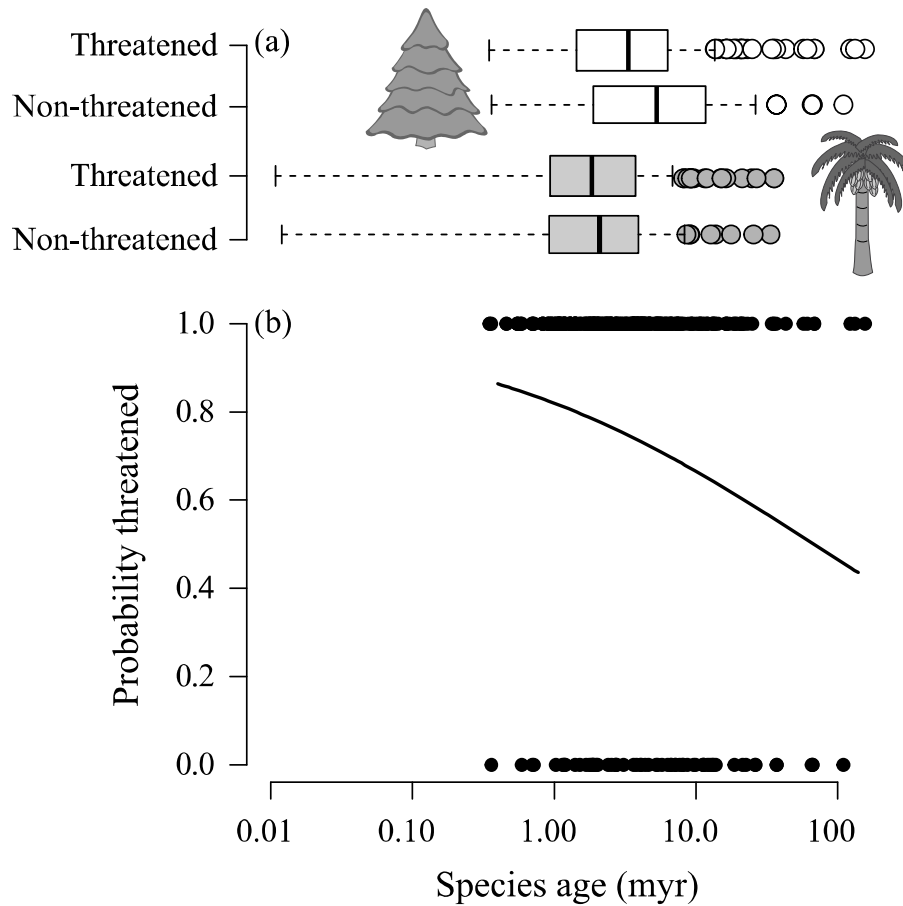 Threatened
(a)
Non-threatened
Threatened
Non-threatened
(b)
1.0
0.8
0.6
0.4
0.2
0.0
Probability threatened
0.01 0.10 1.00 10.0 100
Species age (myr)